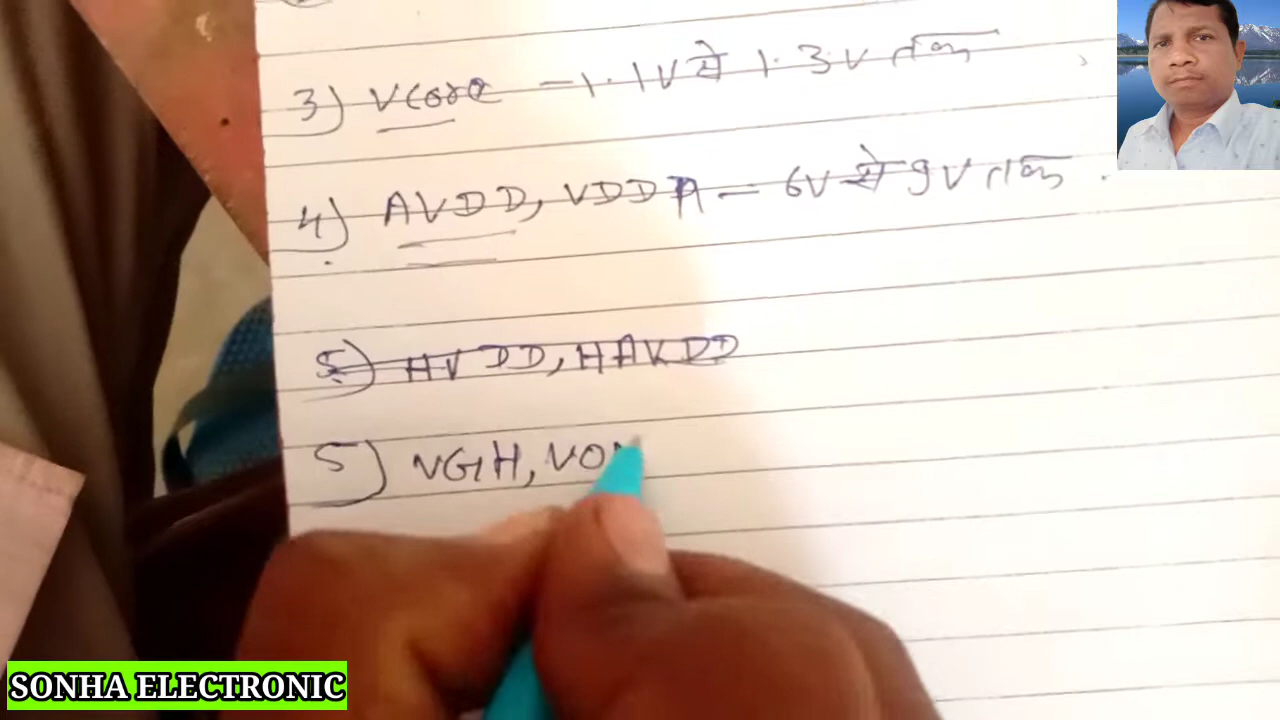 3) Vcore - 1.1V से 1.3V तक
4) AVDD, VDDA - 6V से 9V तक.
5) HVDD, HAVDD
5) VGH, VON
SONHA ELECTRONIC